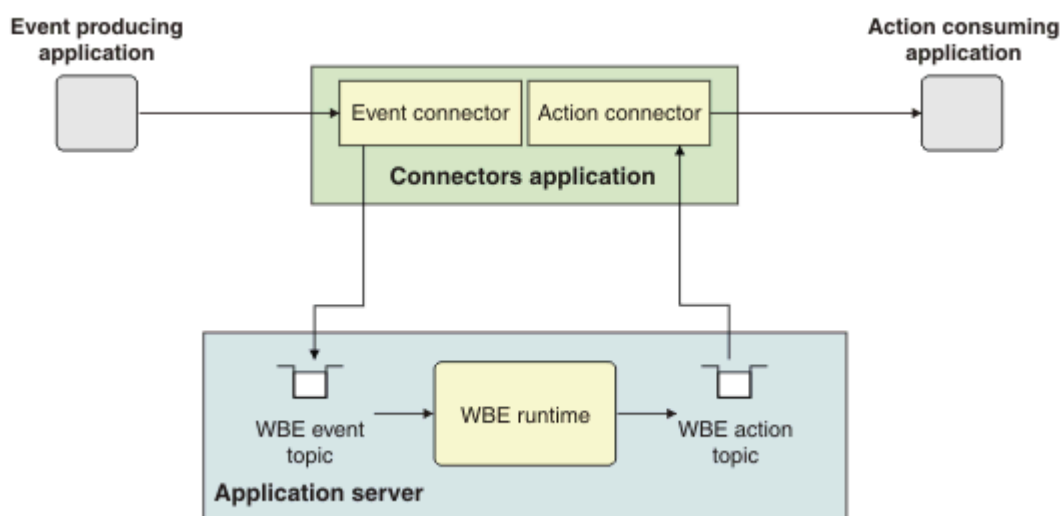 Event producing
application
Action consuming
application
Event connector
Action connector
Connectors application
WBE event
topic
WBE runtime
WBE action
topic
Application server